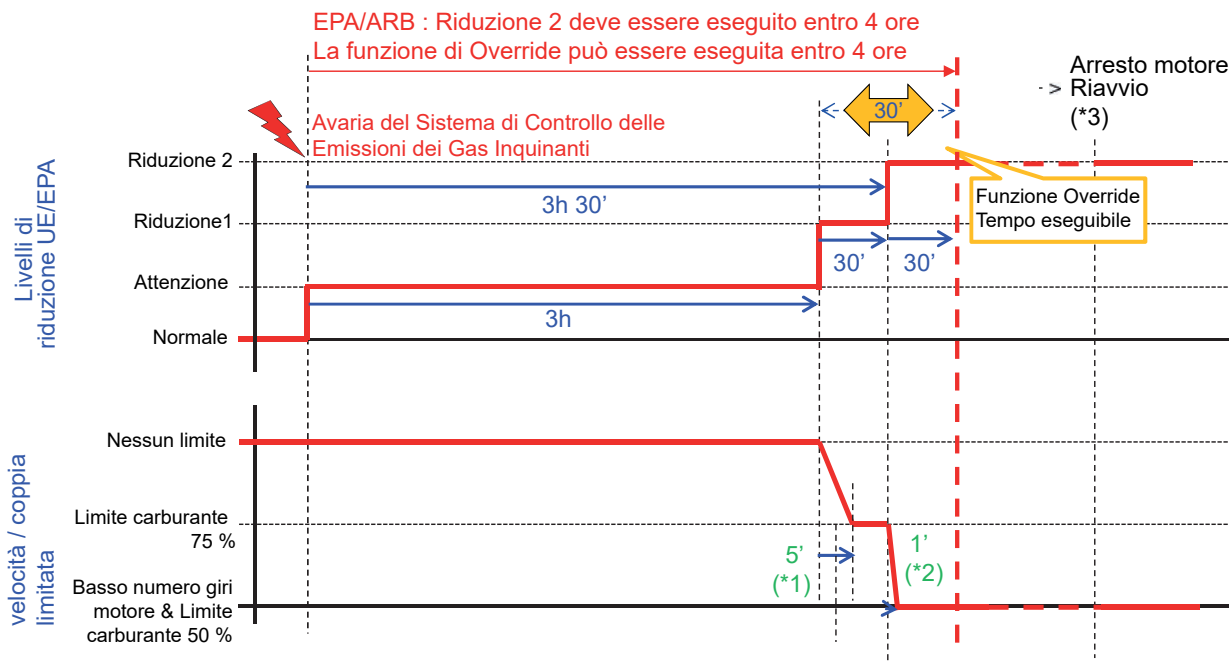 EPA/ARB : Riduzione 2 deve essere eseguito entro 4 ore
La funzione di Override può essere eseguita entro 4 ore
Arresto motore
- > Riavvio
(*3)
30’
Avaria del Sistema di Controllo delle
Emissioni dei Gas Inquinanti
Livelli di
riduzione UE/EPA
Riduzione 2
3h 30’
Funzione Override
Tempo eseguibile
Riduzione1
30’
30’
Attenzione
3h
Normale
velocità / coppia
limitata
Nessun limite
Limite carburante
75 %
5’
(*1)
1’
(*2)
Basso numero giri
motore & Limite
carburante 50 %